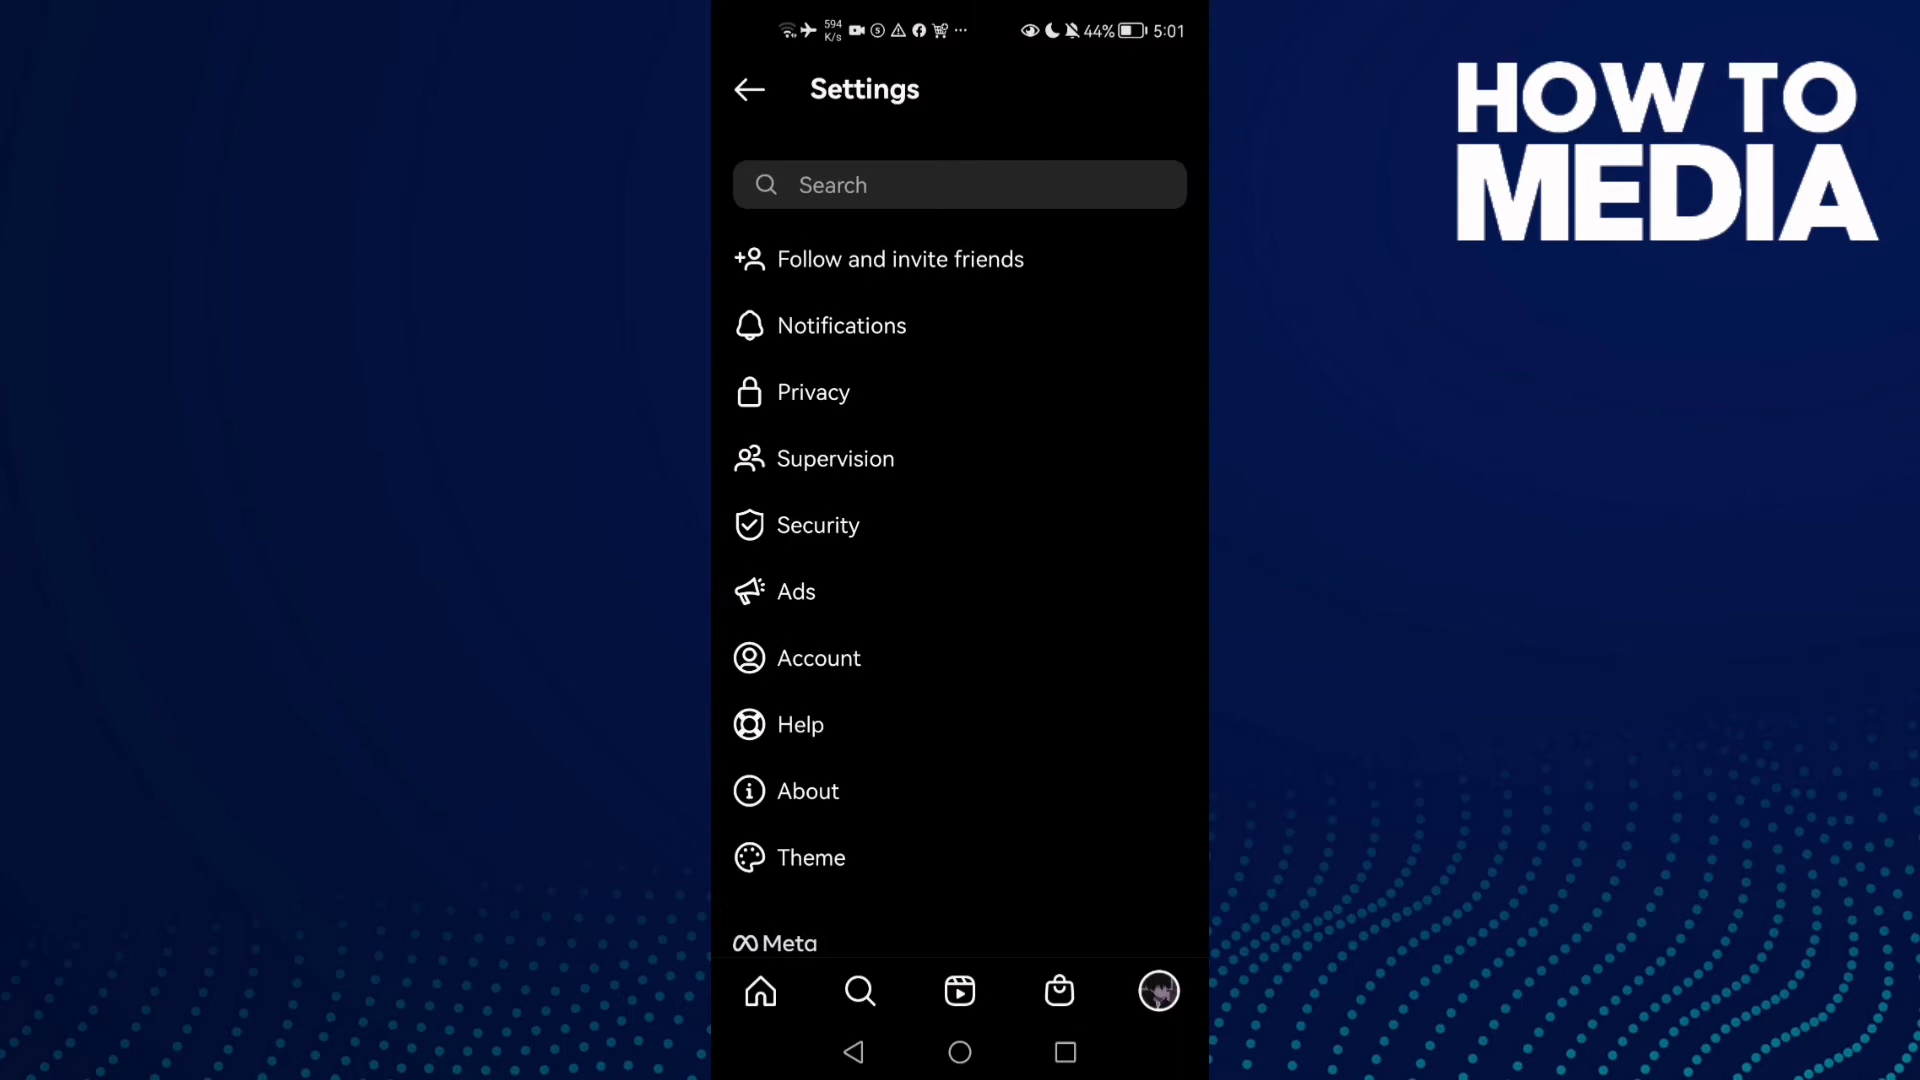 594
K/s
44% 5:01
Settings
HOW TO
MEDIA
Search
Follow and invite friends
Notifications
Privacy
Supervision
Security
Ads
Account
Help
About
Theme
Meta